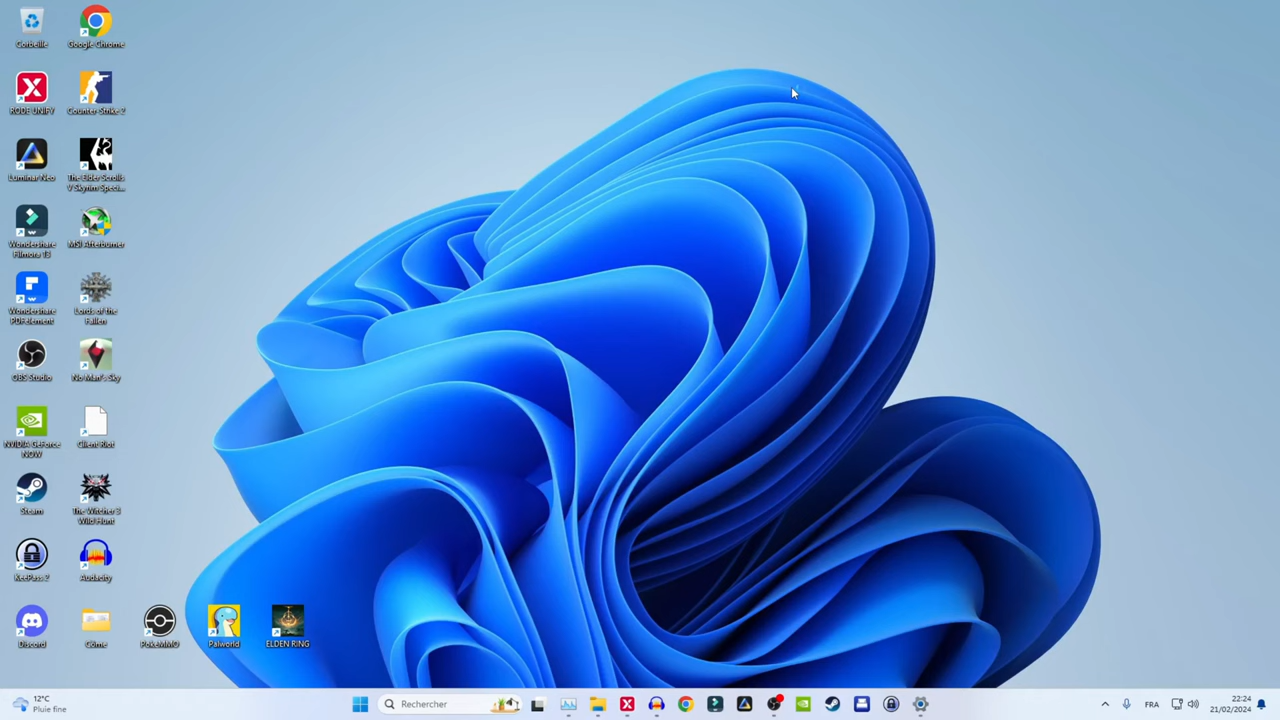 Corbeille
Google Chrome
RODE UNIFY
Counter-Strike 2
Luminar Neo
The Elder Scrolls
V Skyrim Speci...
Wondershare
Filmora 13
MSI Afterburner
Wondershare
PDFelement
Lords of the
Fallen
OBS Studio
No Man's Sky
NVIDIA GeForce
NOW
Client Riot
Steam
The Witcher 3
Wild Hunt
KeePass 2
Audacity
Discord
Côme
PokeMMO
Palworld
ELDEN RING
12°C
Pluie fine
Rechercher
FRA
22:24
21/02/2024